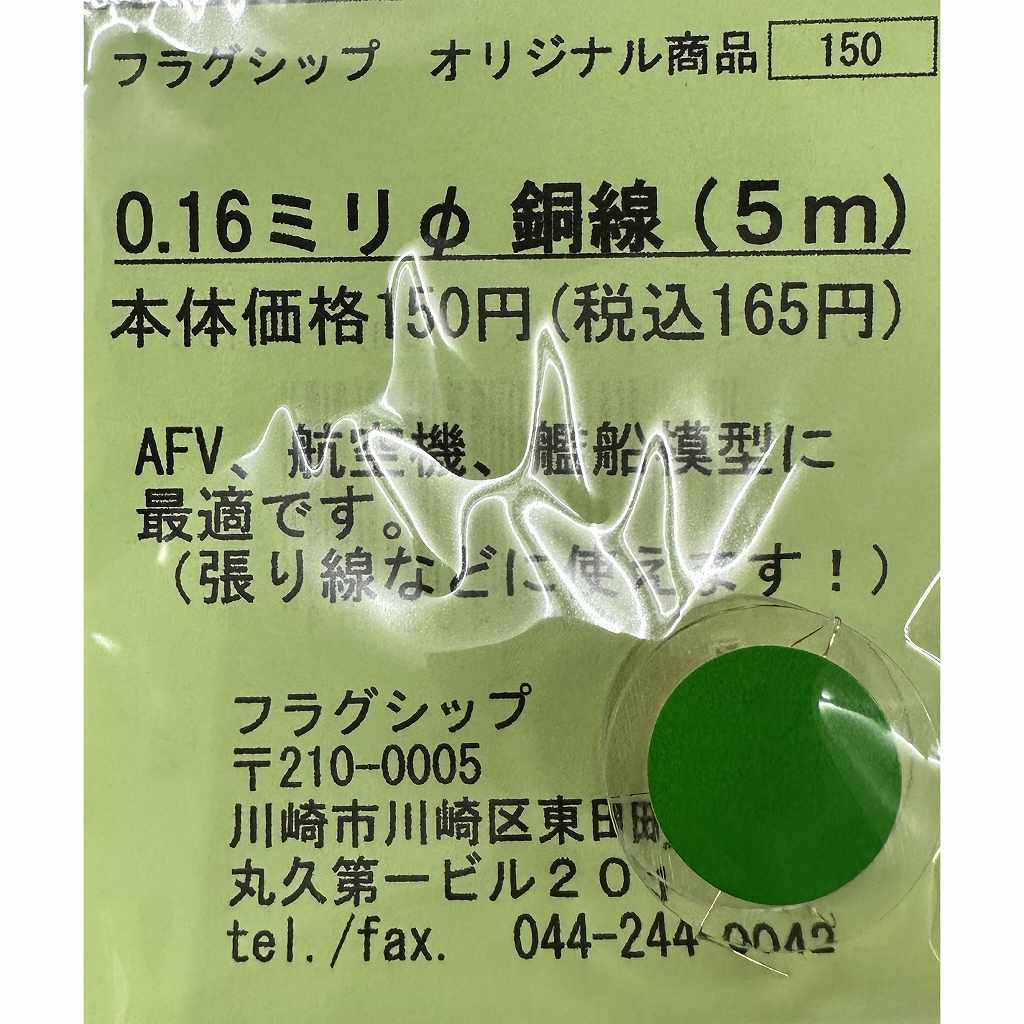 フラグシップ　オリジナル商品 150
0.16ミリφ 銅線(5m)
本体価格150円(税込165円)
AFV、航空機、艦船模型に
最適です。
(張り線などに使えます！)
フラグシップ
〒210-0005
川崎市川崎区東田
丸久第一ビル20
tel./fax. 044-244-0042